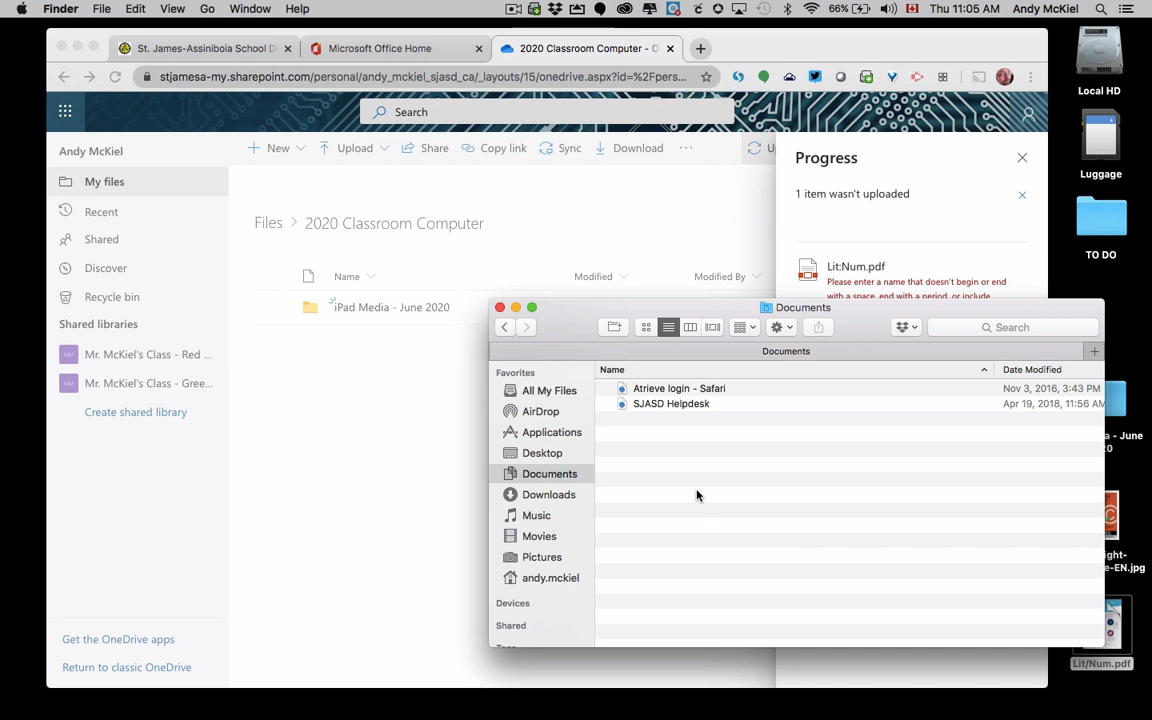 Finder File Edit View Go Window Help 66% Thu 11:05 AM Andy McKiel
St. James-Assiniboia School D
Microsoft Office Home
2020 Classroom Computer - O
stjamesa-my.sharepoint.com/personal/andy_mckiel_sjasd_ca/_layouts/15/onedrive.aspx?id=%2Fpers...
Search
Andy McKiel
My files
Recent
Shared
Discover
Recycle bin
Shared libraries
Mr. McKiel's Class - Red ...
Mr. McKiel's Class - Gree...
Create shared library
Get the OneDrive apps
Return to classic OneDrive
New Upload Share Copy link Sync Download ... Up
Files > 2020 Classroom Computer
Name Modified Modified By
iPad Media - June 2020
Progress
1 item wasn't uploaded
Lit:Num.pdf
Please enter a name that doesn't begin or end
with a space, end with a period, or include
Documents
Search
Documents
Favorites
All My Files
AirDrop
Applications
Desktop
Documents
Downloads
Music
Movies
Pictures
andy.mckiel
Devices
Shared
Name Date Modified
Atrieve login - Safari Nov 3, 2016, 3:43 PM
SJASD Helpdesk Apr 19, 2018, 11:56 AM
Local HD
Luggage
TO DO
a - June
20
ight-
e-EN.jpg
Lit/Num.pdf